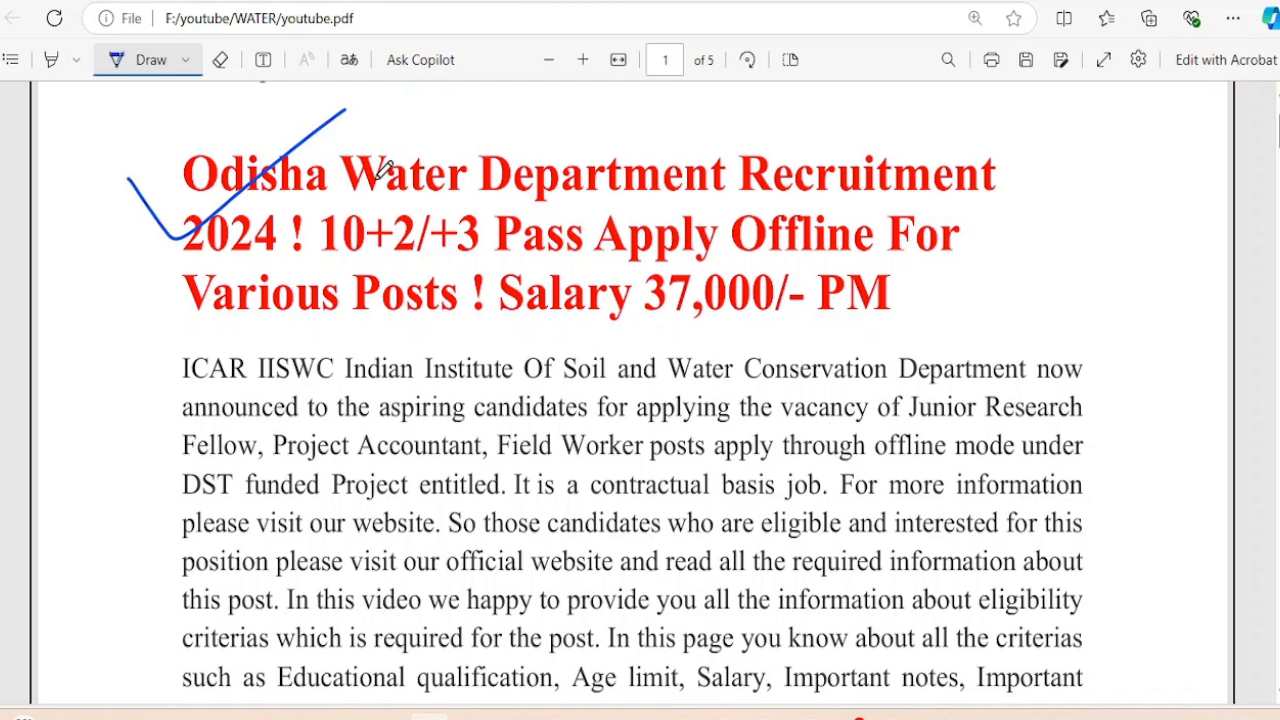 File F:/youtube/WATER/youtube.pdf
Draw Ask Copilot 1 of 5 Edit with Acrobat
Odisha Water Department Recruitment
2024 ! 10+2/+3 Pass Apply Offline For
Various Posts ! Salary 37,000/- PM
ICAR IISWC Indian Institute Of Soil and Water Conservation Department now
announced to the aspiring candidates for applying the vacancy of Junior Research
Fellow, Project Accountant, Field Worker posts apply through offline mode under
DST funded Project entitled. It is a contractual basis job. For more information
please visit our website. So those candidates who are eligible and interested for this
position please visit our official website and read all the required information about
this post. In this video we happy to provide you all the information about eligibility
criterias which is required for the post. In this page you know about all the criterias
such as Educational qualification, Age limit, Salary, Important notes, Important